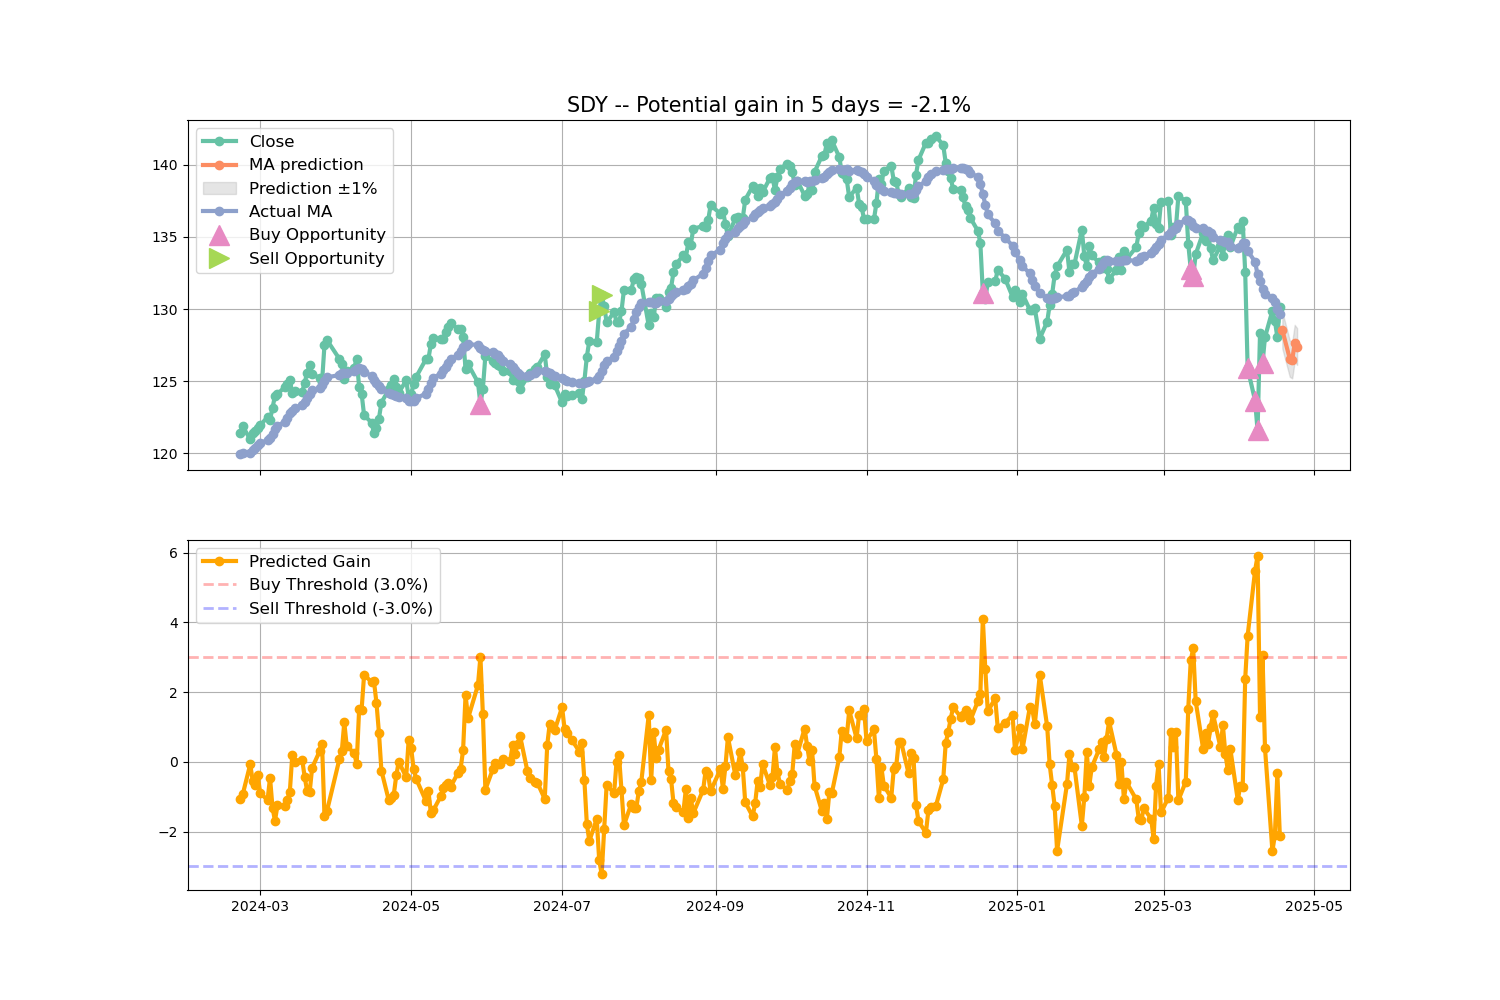 SDY -- Potential gain in 5 days = -2.1%
Close
MA prediction
Prediction ±1%
Actual MA
Buy Opportunity
Sell Opportunity
140
135
130
125
120
Predicted Gain
Buy Threshold (3.0%)
Sell Threshold (-3.0%)
6
4
2
0
−2
2024-03 2024-05 2024-07 2024-09 2024-11 2025-01 2025-03 2025-05